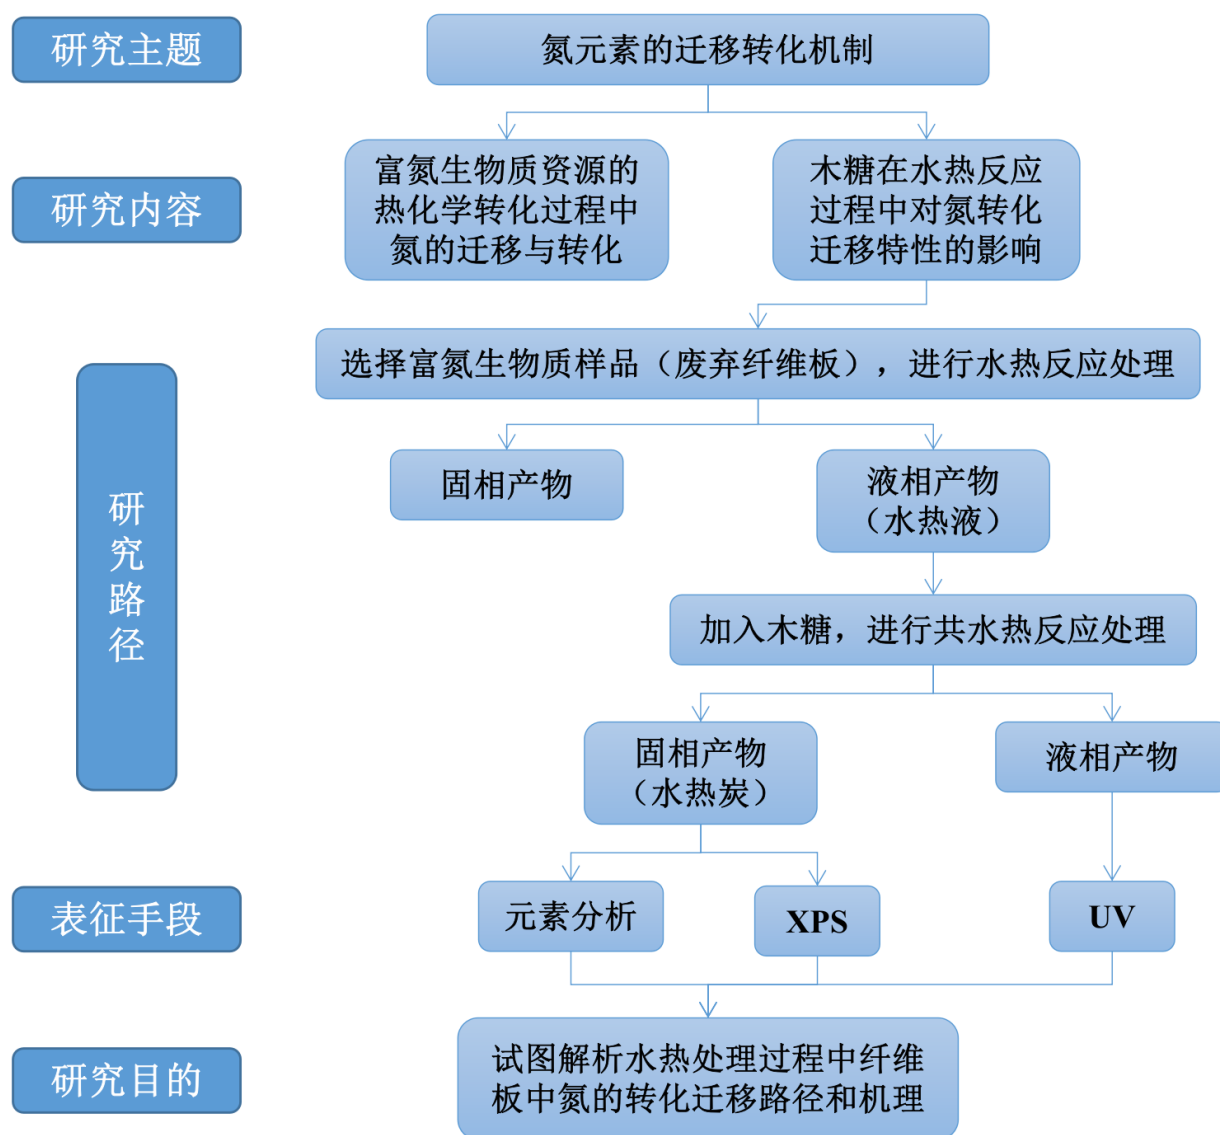 研究主题
氮元素的迁移转化机制
研究内容
富氮生物质资源的
热化学转化过程中
氮的迁移与转化
木糖在水热反应
过程中对氮转化
迁移特性的影响
研究路径
选择富氮生物质样品（废弃纤维板），进行水热反应处理
固相产物
液相产物
（水热液）
加入木糖，进行共水热反应处理
固相产物
（水热炭）
液相产物
表征手段
元素分析
XPS
UV
研究目的
试图解析水热处理过程中纤维
板中氮的转化迁移路径和机理